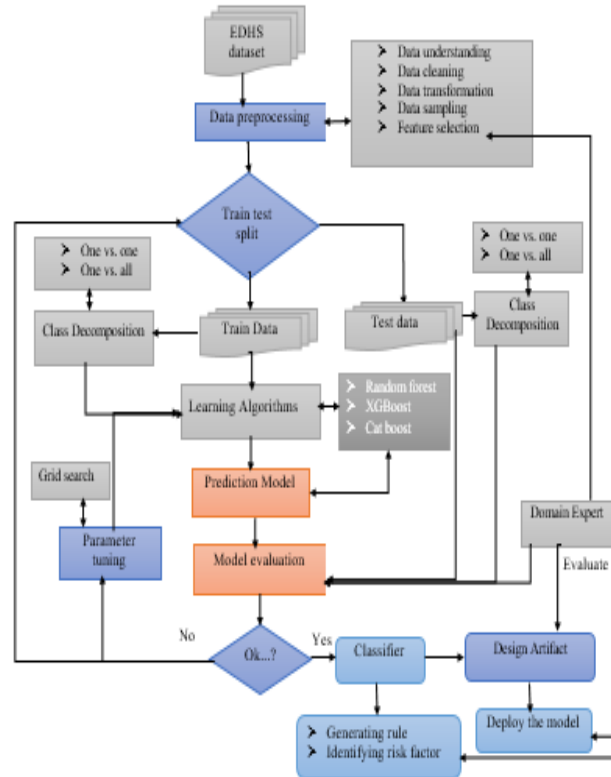 EDHS
dataset
➤ Data understanding
➤ Data cleaning
➤ Data transformation
➤ Data sampling
➤ Feature selection
Data preprocessing
Train test
split
➤ One vs. one
➤ One vs. all
➤ One vs. one
➤ One vs. all
Class Decomposition
Train Data
Test data
Class
Decomposition
Learning Algorithms
➤ Random forest
➤ XGBoost
➤ Cat boost
Grid search
Prediction Model
Parameter
tuning
Model evaluation
Domain Expert
Evaluate
No
Ok...?
Yes
Classifier
Design Artifact
➤ Generating rule
➤ Identifying risk factor
Deploy the model